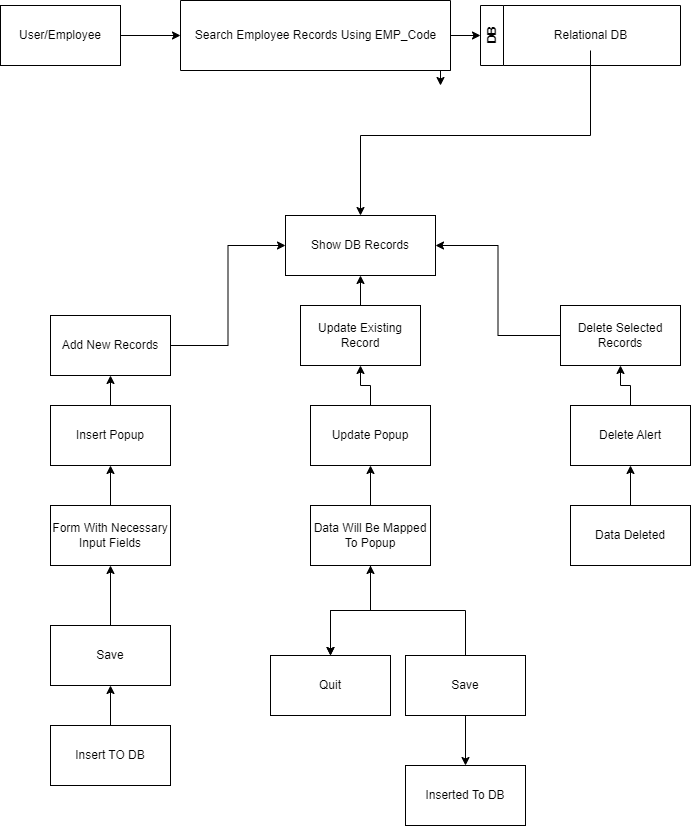 User/Employee
Search Employee Records Using EMP_Code
DB
Relational DB
Show DB Records
Add New Records
Update Existing
Record
Delete Selected
Records
Insert Popup
Update Popup
Delete Alert
Form With Necessary
Input Fields
Data Will Be Mapped
To Popup
Data Deleted
Save
Quit
Save
Insert TO DB
Inserted To DB